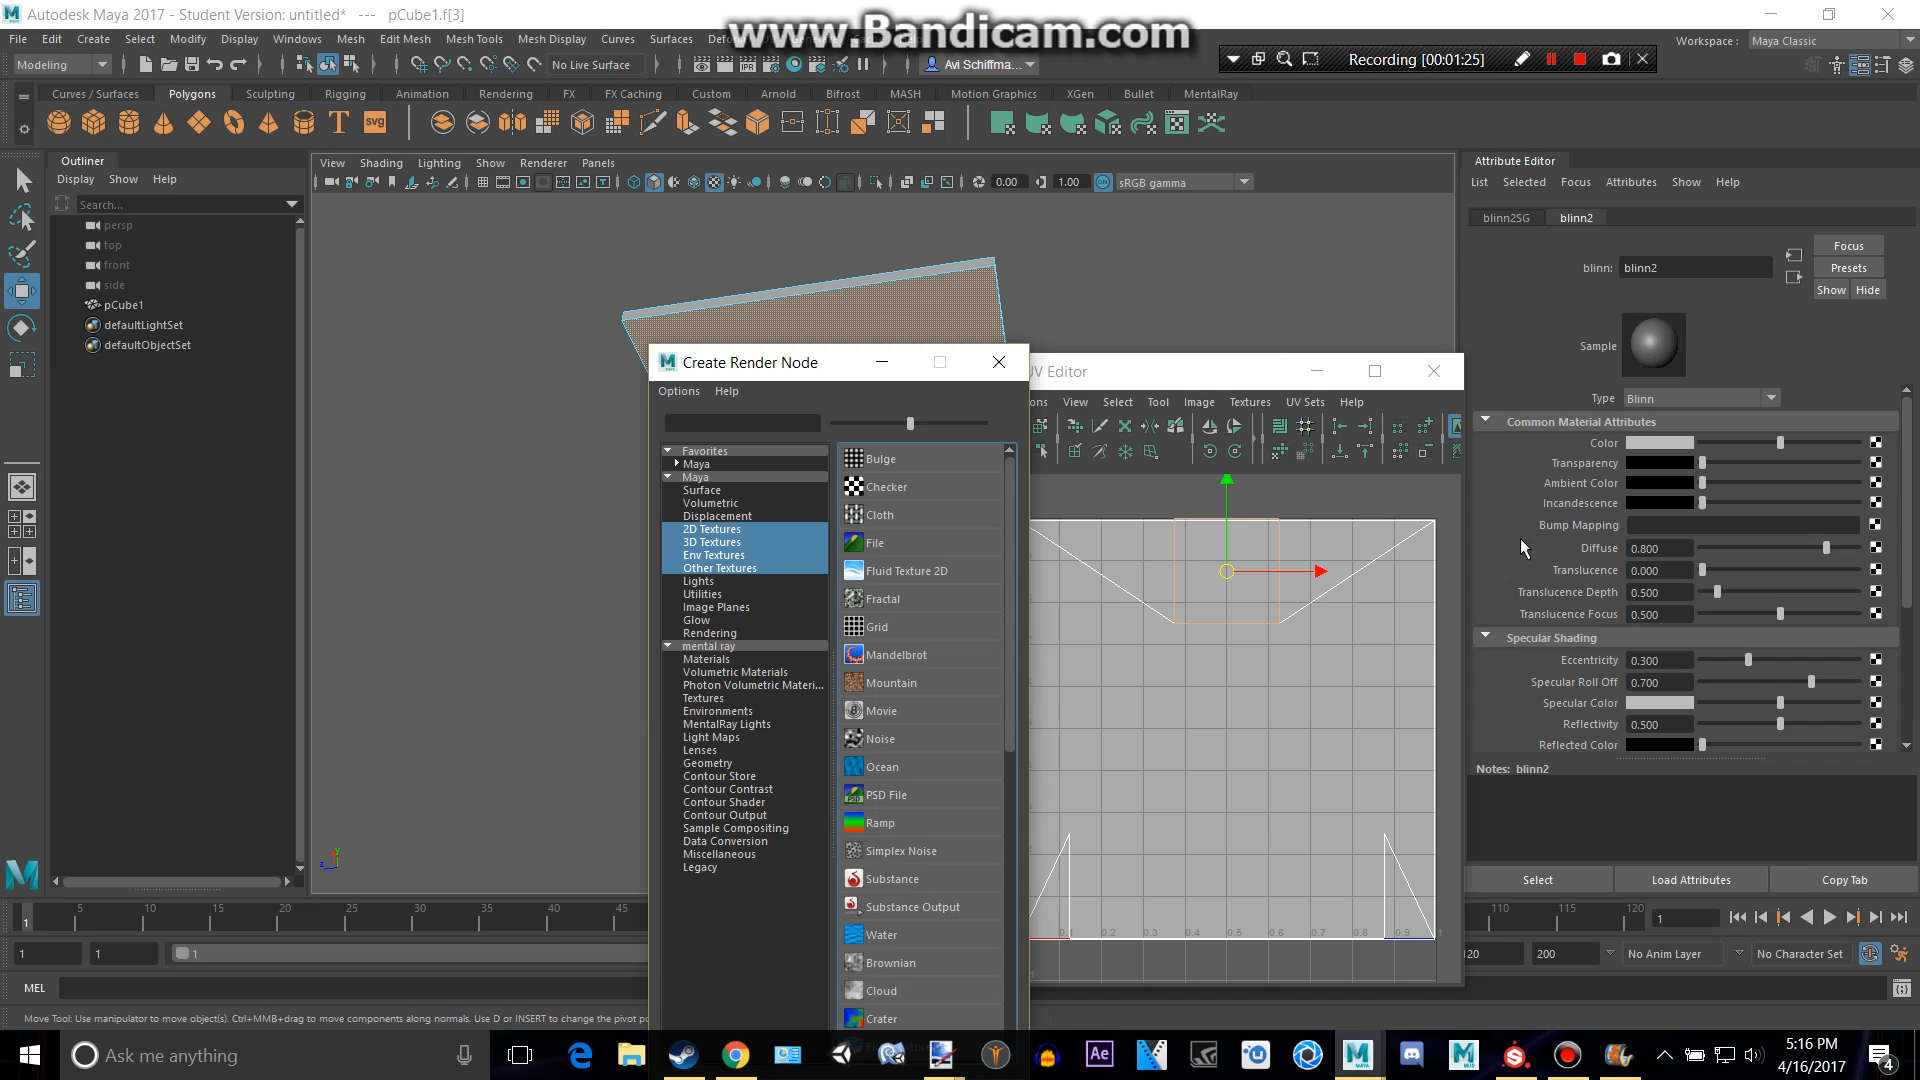 Autodesk Maya 2017 - Student Version: untitled*   ---   pCube1.f[3]
www.Bandicam.com
File Edit Create Select Modify Display Windows Mesh Edit Mesh Mesh Tools Mesh Display Curves Surfaces
Workspace: Maya Classic
Modeling No Live Surface Avi Schiffma...
Recording [00:01:25]
Curves / Surfaces Polygons Sculpting Rigging Animation Rendering FX FX Caching Custom Arnold Bifrost MASH Motion Graphics XGen Bullet MentalRay
T svg
Outliner
Display Show Help
Search...
persp
top
front
side
pCube1
defaultLightSet
defaultObjectSet
View Shading Lighting Show Renderer Panels
0.00 1.00 sRGB gamma
Create Render Node
Options Help
Favorites
Maya
Maya
Surface
Volumetric
Displacement
2D Textures
3D Textures
Env Textures
Other Textures
Lights
Utilities
Image Planes
Glow
Rendering
mental ray
Materials
Volumetric Materials
Photon Volumetric Materi...
Textures
Environments
MentalRay Lights
Light Maps
Lenses
Geometry
Contour Store
Contour Contrast
Contour Shader
Contour Output
Sample Compositing
Data Conversion
Miscellaneous
Legacy
Bulge
Checker
Cloth
File
Fluid Texture 2D
Fractal
Grid
Mandelbrot
Mountain
Movie
Noise
Ocean
PSD File
Ramp
Simplex Noise
Substance
Substance Output
Water
Brownian
Cloud
Crater
UV Editor
ons View Select Tool Image Textures UV Sets Help
0.1 0.2 0.3 0.4 0.5 0.6 0.7 0.8 0.9 1
Attribute Editor
List Selected Focus Attributes Show Help
blinn2SG blinn2
Focus
blinn: blinn2
Presets
Show Hide
Sample
Type Blinn
Common Material Attributes
Color
Transparency
Ambient Color
Incandescence
Bump Mapping
Diffuse 0.800
Translucence 0.000
Translucence Depth 0.500
Translucence Focus 0.500
Specular Shading
Eccentricity 0.300
Specular Roll Off 0.700
Specular Color
Reflectivity 0.500
Reflected Color
Notes: blinn2
Select Load Attributes Copy Tab
1 5 10 15 20 25 30 35 40 45 110 115 120 1
1 1 1 120 200 No Anim Layer No Character Set
MEL
Move Tool: Use manipulator to move object(s). Ctrl+MMB+drag to move components along normals. Use D or INSERT to change the pivot po
Ask me anything
5:16 PM
4/16/2017
4